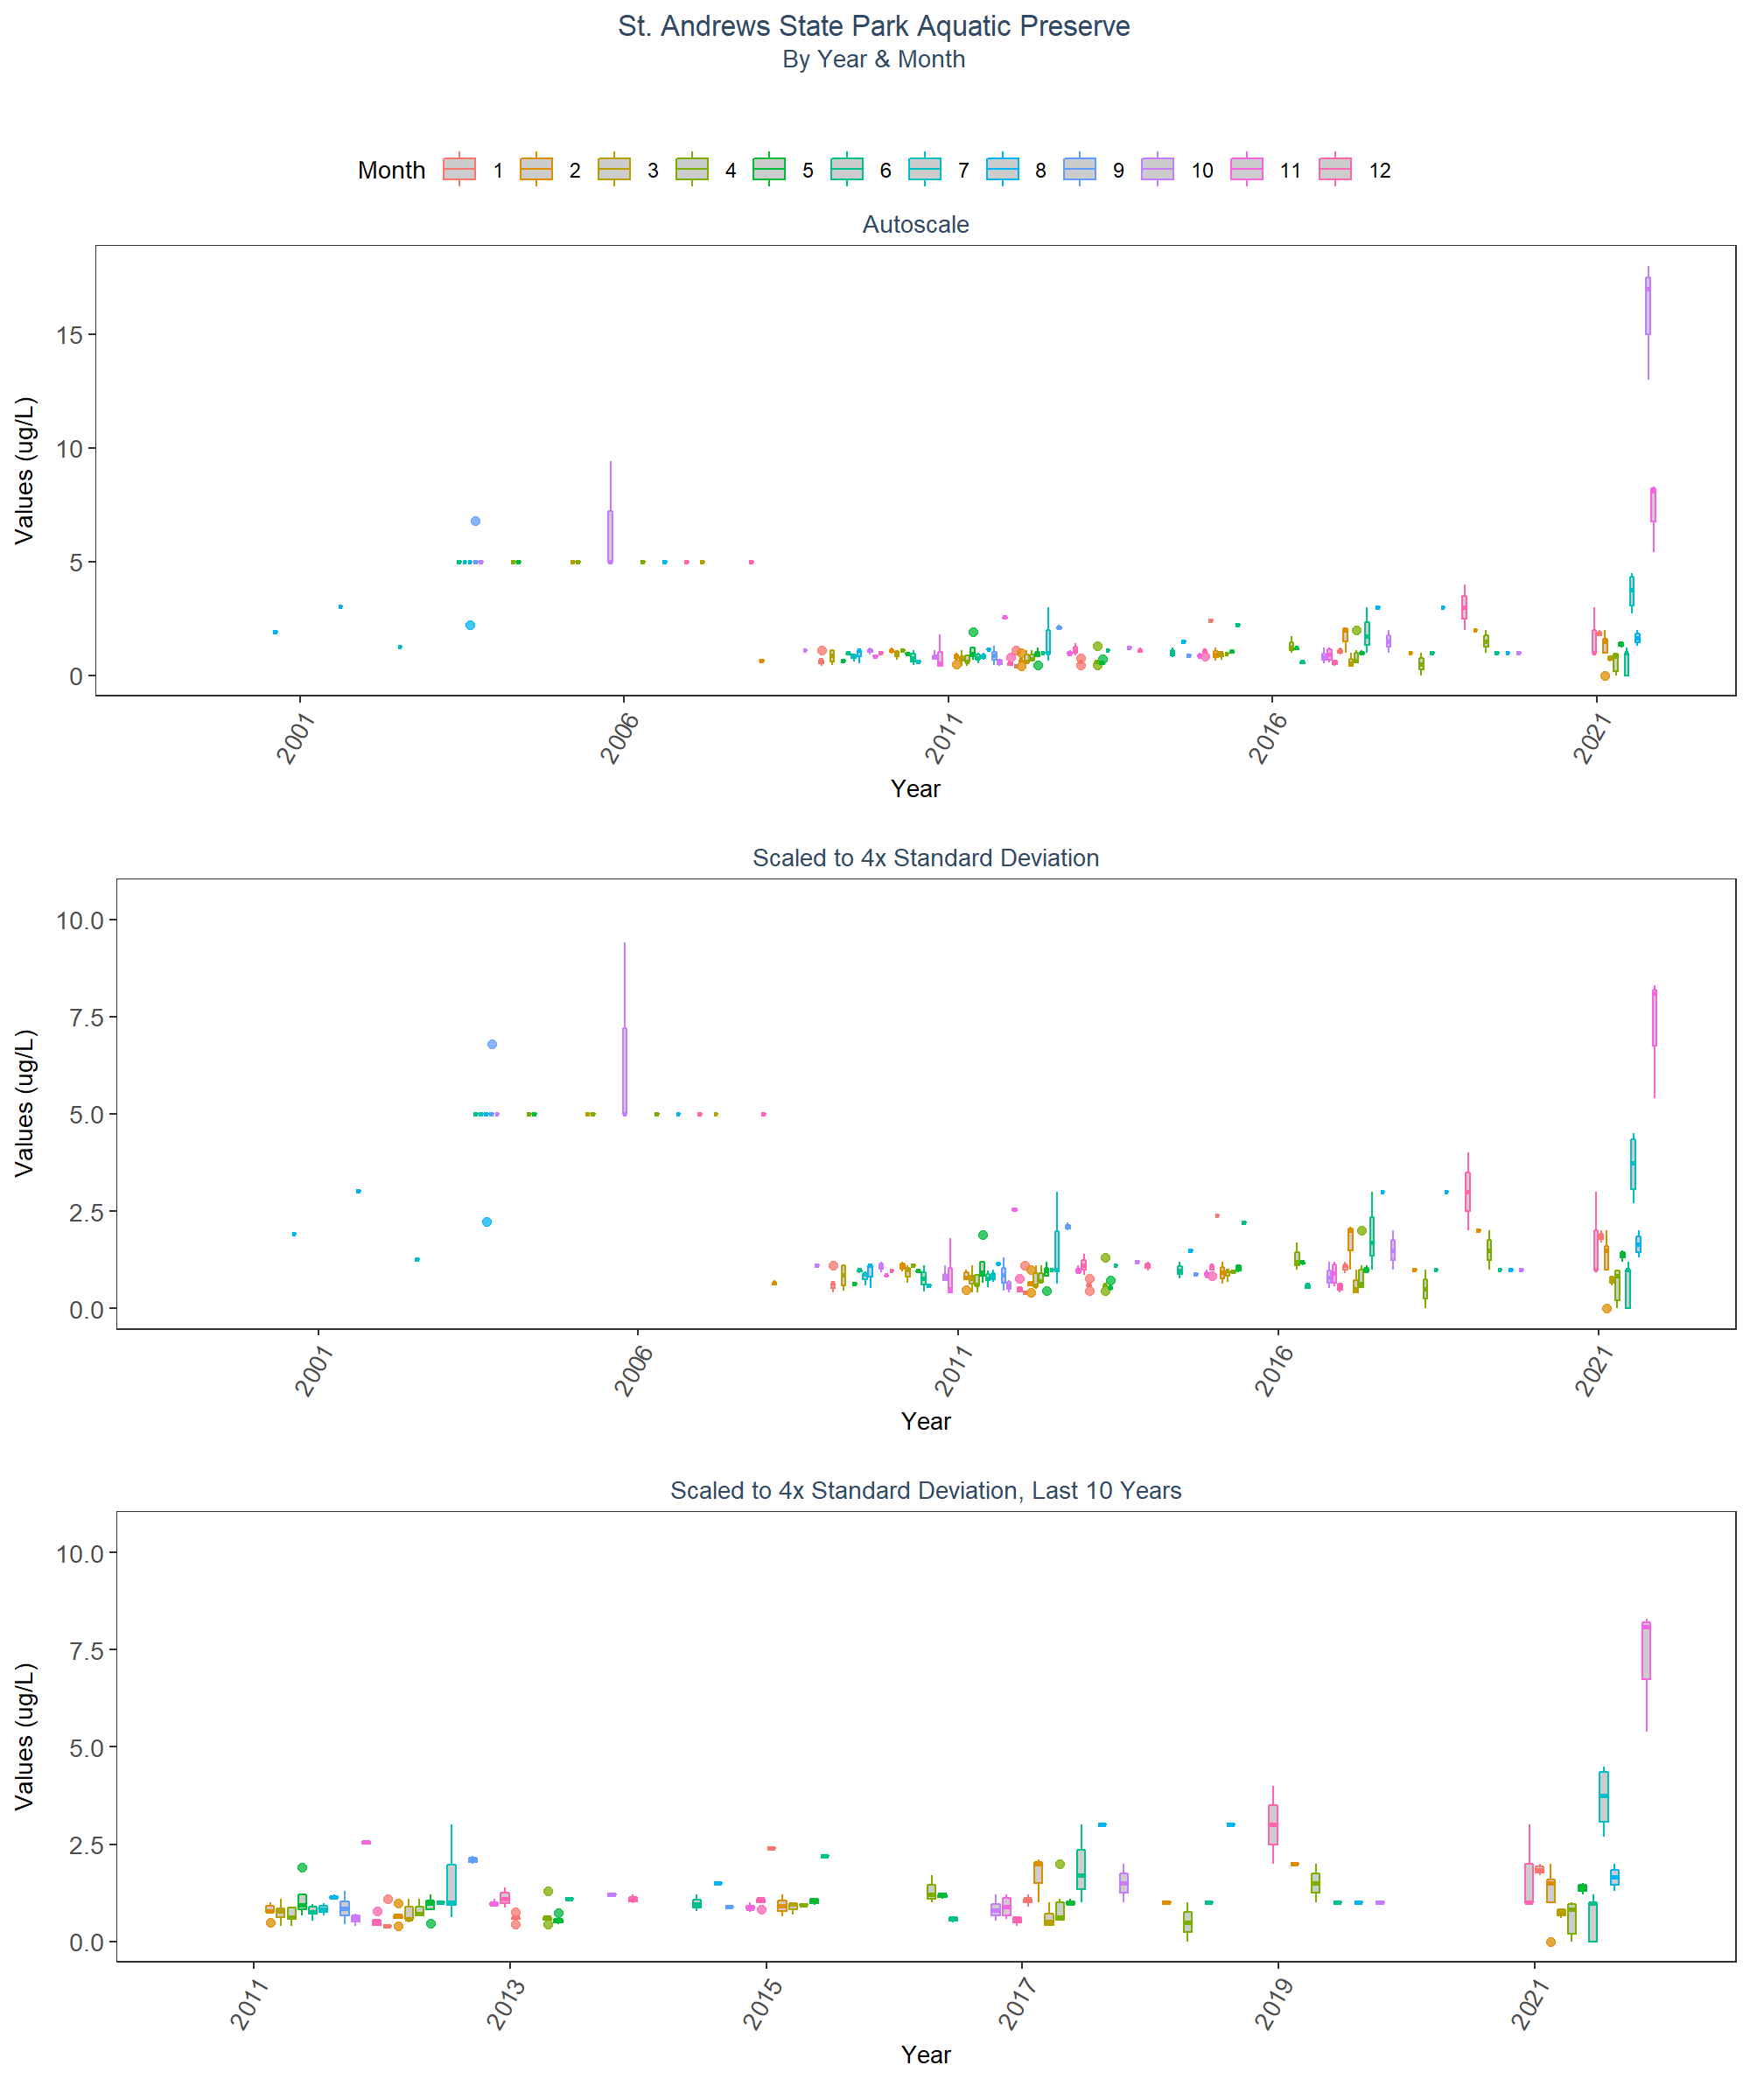 St. Andrews State Park Aquatic Preserve
By Year & Month
Month 1 2 3 4 5 6 7 8 9 10 11 12
Autoscale
Values (ug/L)
15
10
5
0
2001 2006 2011 2016 2021
Year
Scaled to 4x Standard Deviation
Values (ug/L)
10.0
7.5
5.0
2.5
0.0
2001 2006 2011 2016 2021
Year
Scaled to 4x Standard Deviation, Last 10 Years
Values (ug/L)
10.0
7.5
5.0
2.5
0.0
2011 2013 2015 2017 2019 2021
Year